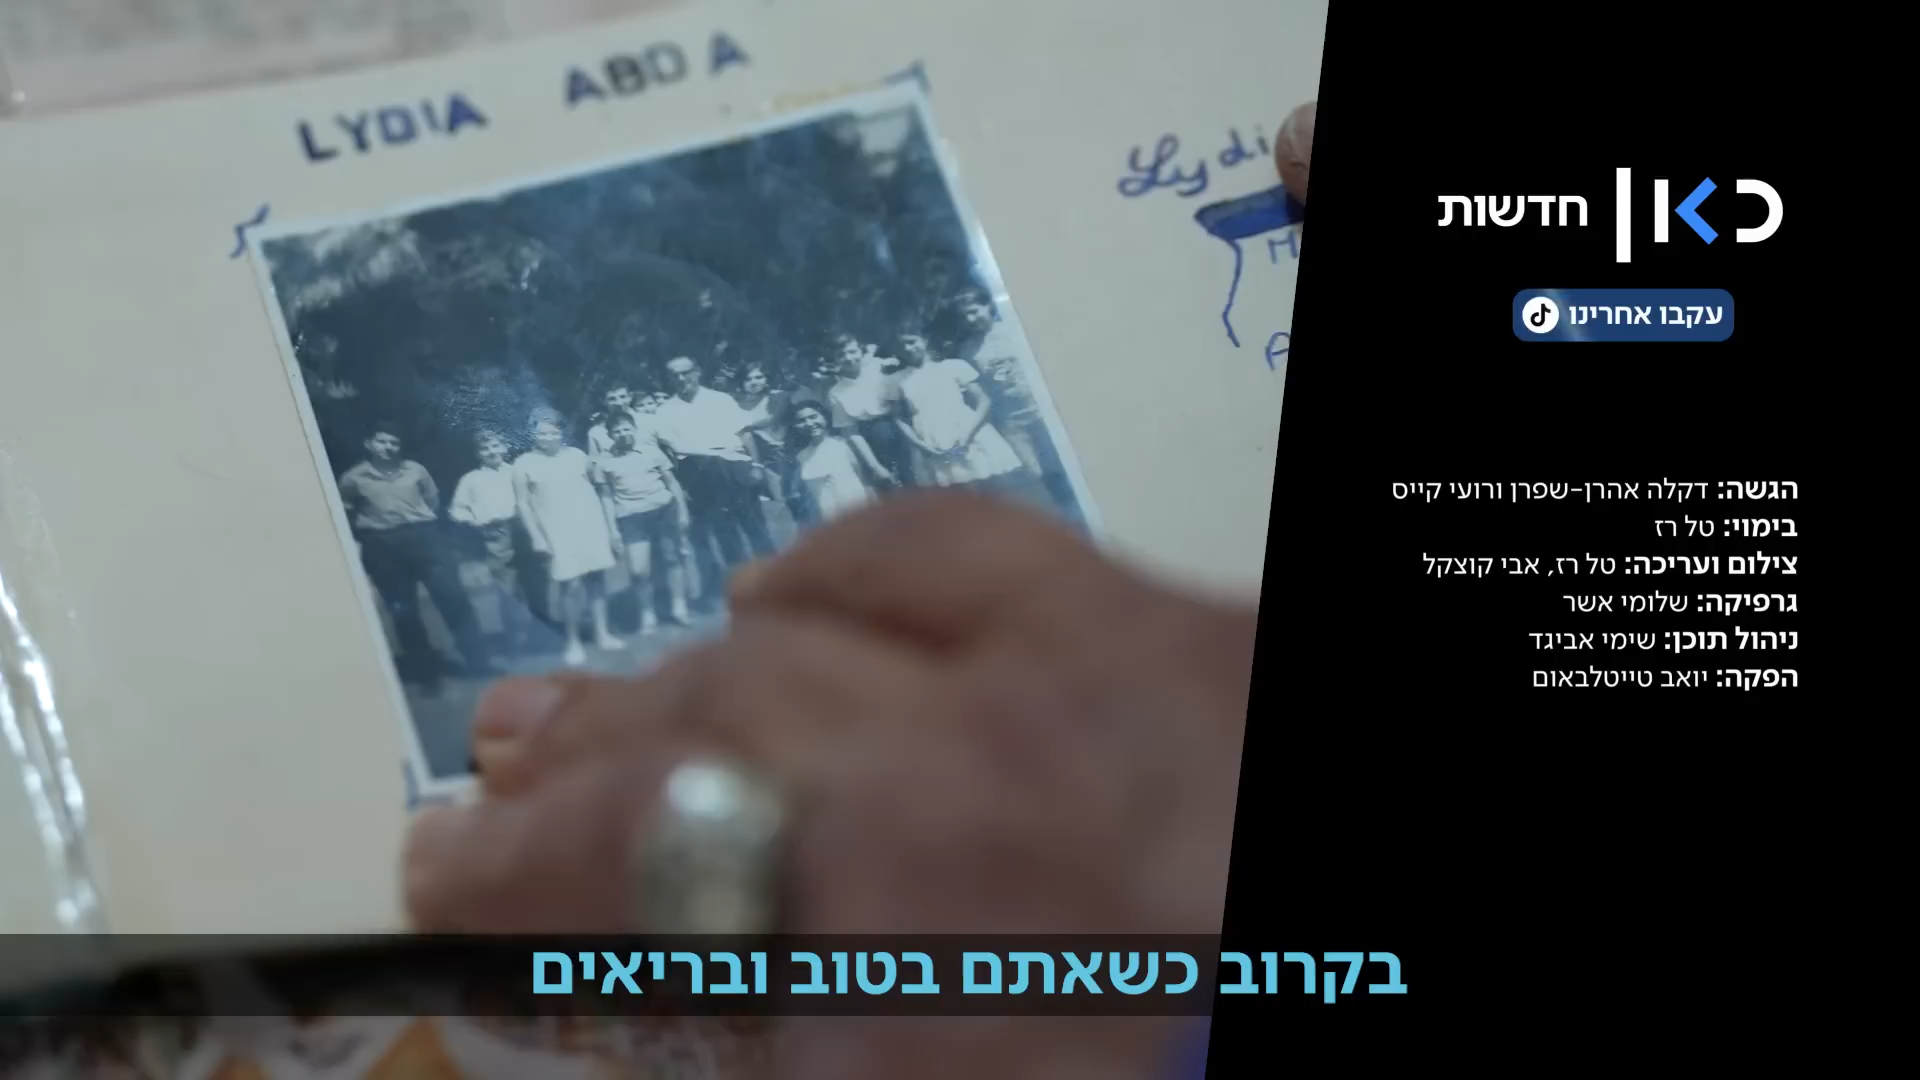 LYDIA ABDA
Lydi
כאן | חדשות
עקבו אחרינו
הגשה: דקלה אהרן-שפרן ורועי קייס
בימוי: טל רז
צילום ועריכה: טל רז, אבי קוצקל
גרפיקה: שלומי אשר
ניהול תוכן: שימי אביגד
הפקה: יואב טייטלבאום
בקרוב כשאתם בטוב ובריאים